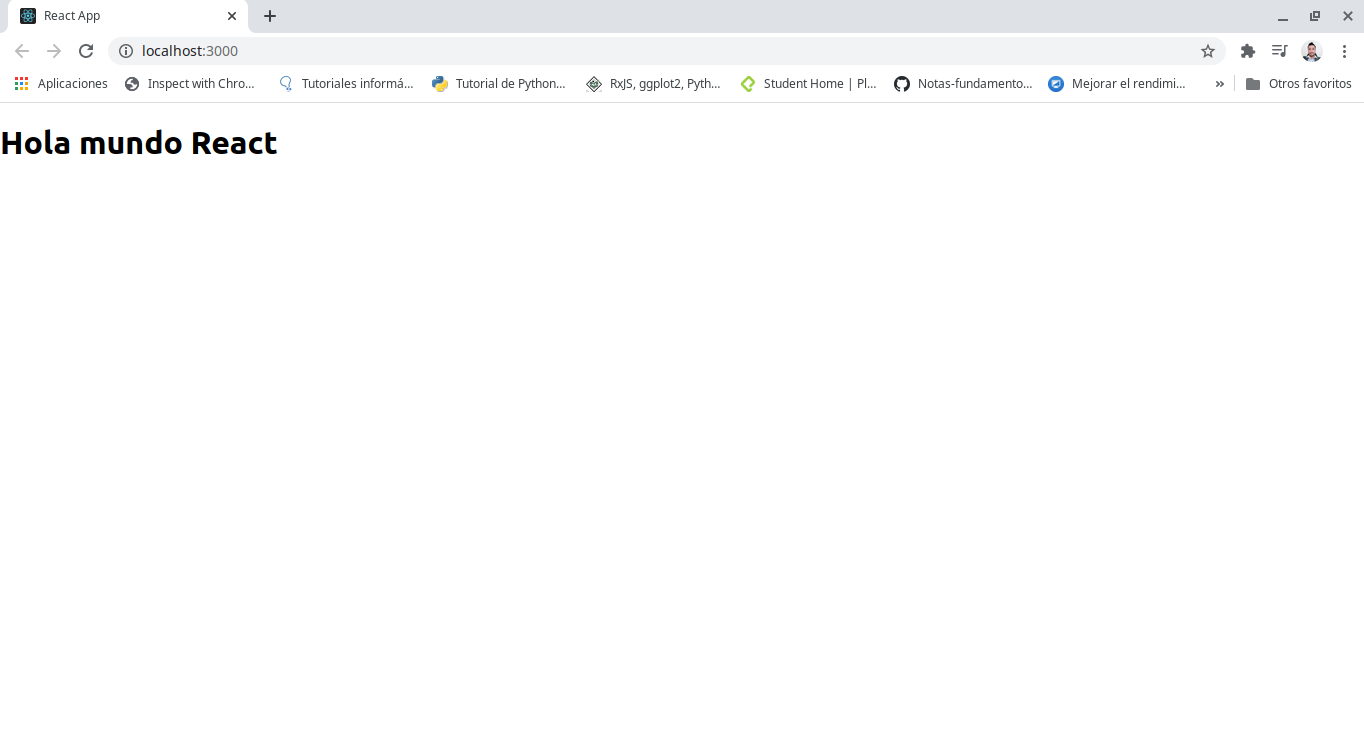 React App
localhost:3000
Aplicaciones Inspect with Chro... Tutoriales informá... Tutorial de Python... RxJS, ggplot2, Pyth... Student Home | Pl... Notas-fundamento... Mejorar el rendimi... » Otros favoritos
Hola mundo React